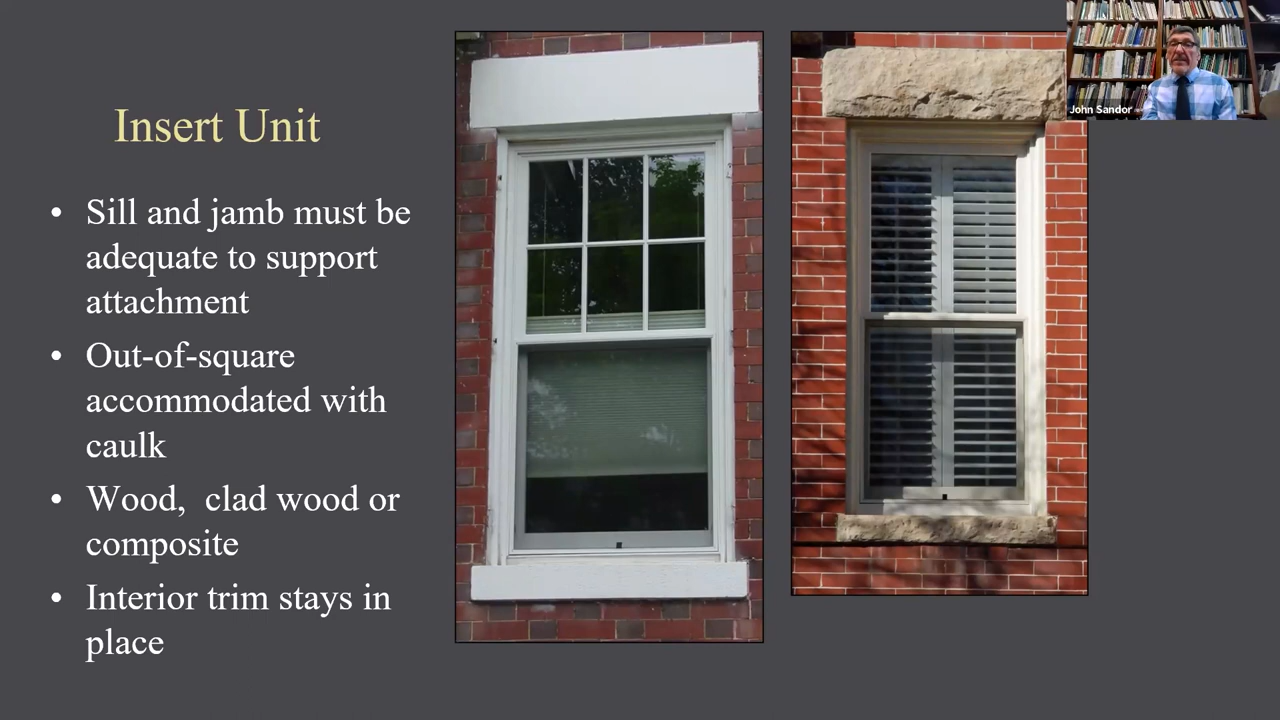 Insert Unit
• Sill and jamb must be
adequate to support
attachment
• Out-of-square
accommodated with
caulk
• Wood,  clad wood or
composite
• Interior trim stays in
place
John Sandor